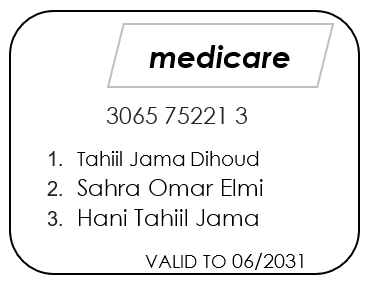 medicare
3065 75221 3
1. Tahiil Jama Dihoud
2. Sahra Omar Elmi
3. Hani Tahiil Jama
VALID TO 06/2031